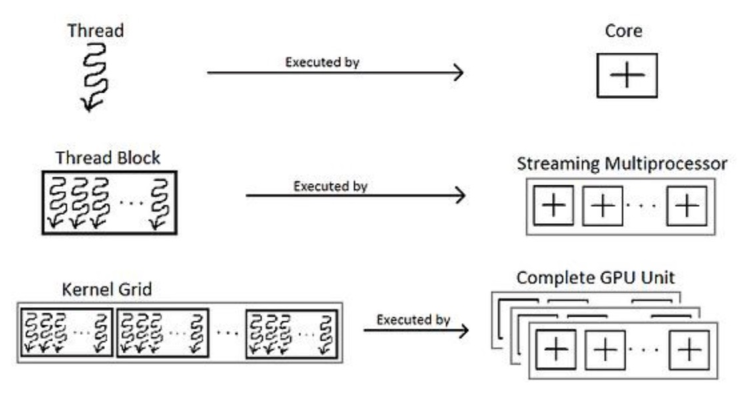 Thread
Core
Executed by
Thread Block
Streaming Multiprocessor
Executed by
Kernel Grid
Complete GPU Unit
Executed by